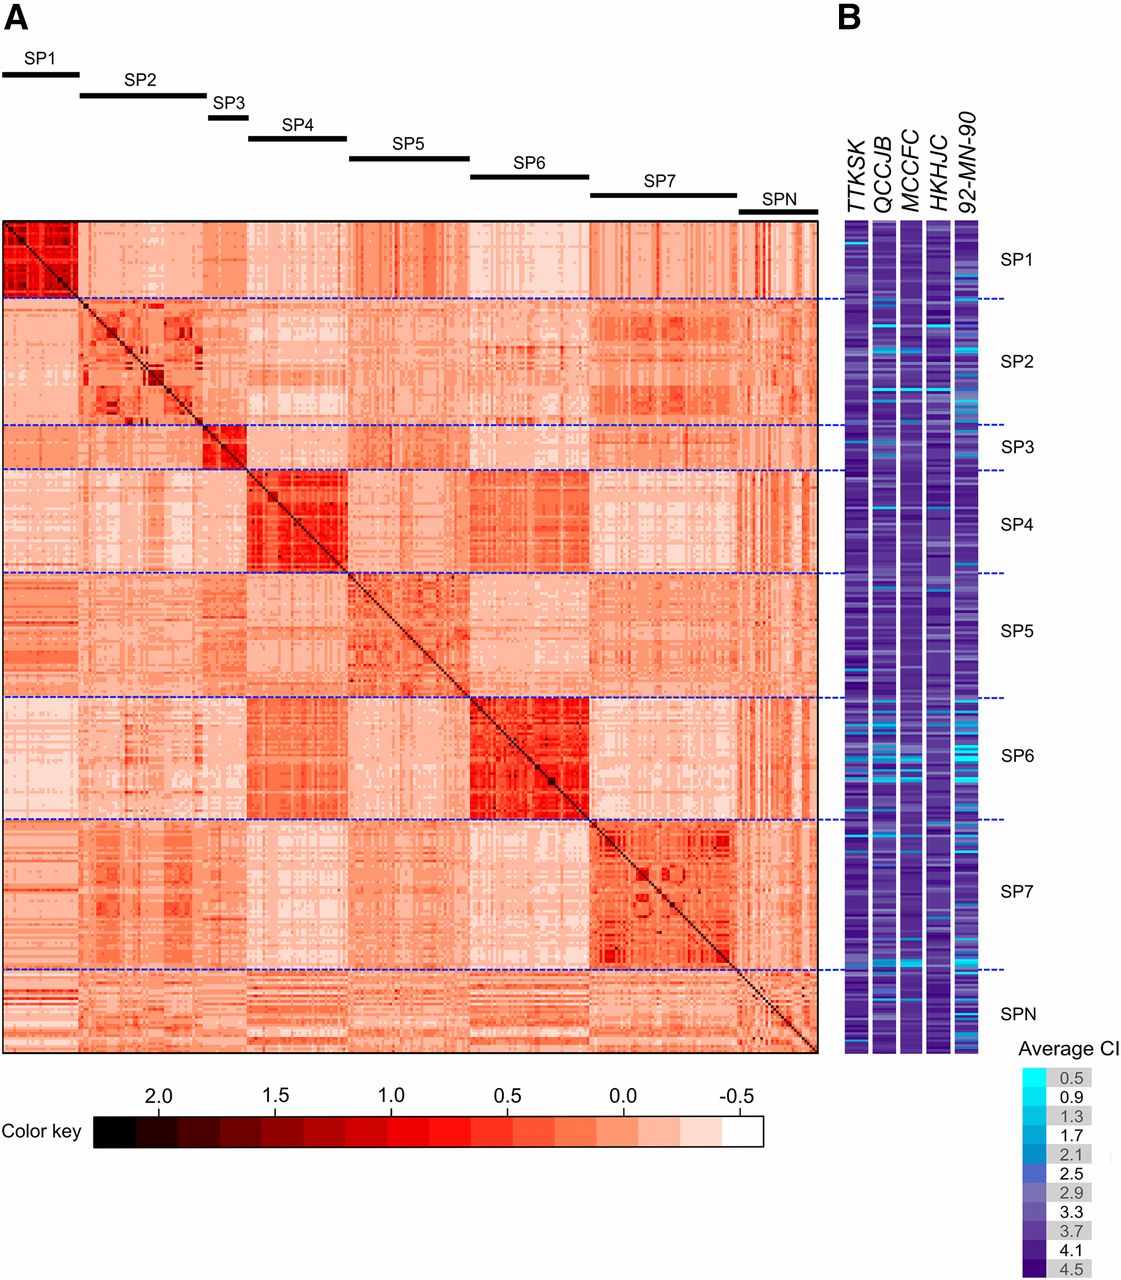 A
B
SP1
SP2
SP3
SP4
SP5
SP6
SP7
SPN
TTKSK
QCCJB
MCCFC
HKHJC
92-MN-90
SP1
SP2
SP3
SP4
SP5
SP6
SP7
SPN
Average CI
0.5
0.9
1.3
1.7
2.1
2.5
2.9
3.3
3.7
4.1
4.5
2.0 1.5 1.0 0.5 0.0 -0.5
Color key